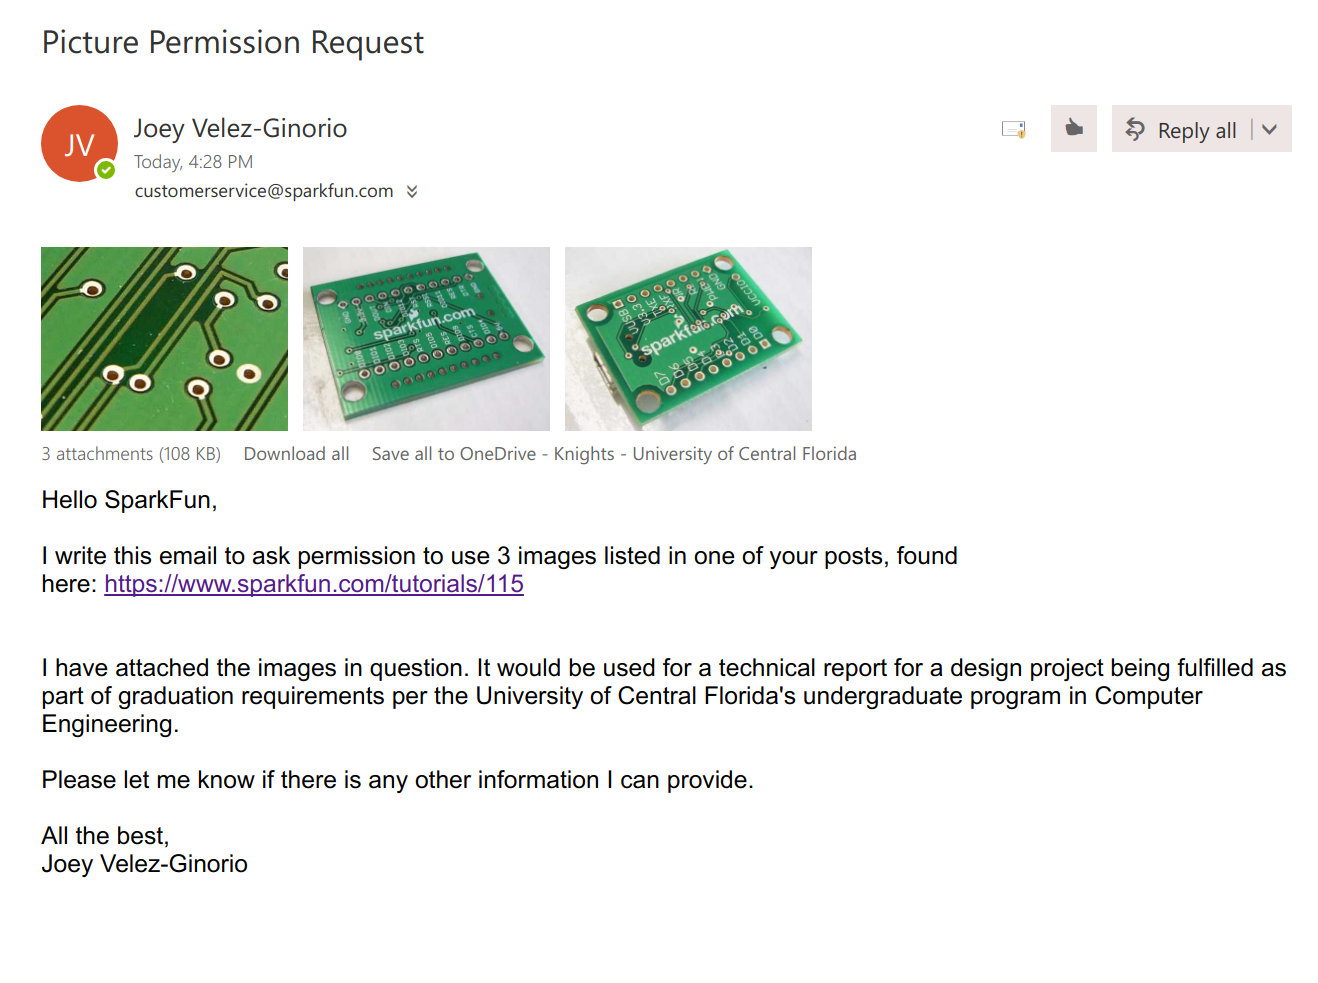 Picture Permission Request
JV
Joey Velez-Ginorio
Today, 4:28 PM
customerservice@sparkfun.com
Reply all
sparkfun.com
sparkfun.com
3 attachments (108 KB) Download all Save all to OneDrive - Knights - University of Central Florida
Hello SparkFun,
I write this email to ask permission to use 3 images listed in one of your posts, found
here: https://www.sparkfun.com/tutorials/115
I have attached the images in question. It would be used for a technical report for a design project being fulfilled as
part of graduation requirements per the University of Central Florida's undergraduate program in Computer
Engineering.
Please let me know if there is any other information I can provide.
All the best,
Joey Velez-Ginorio